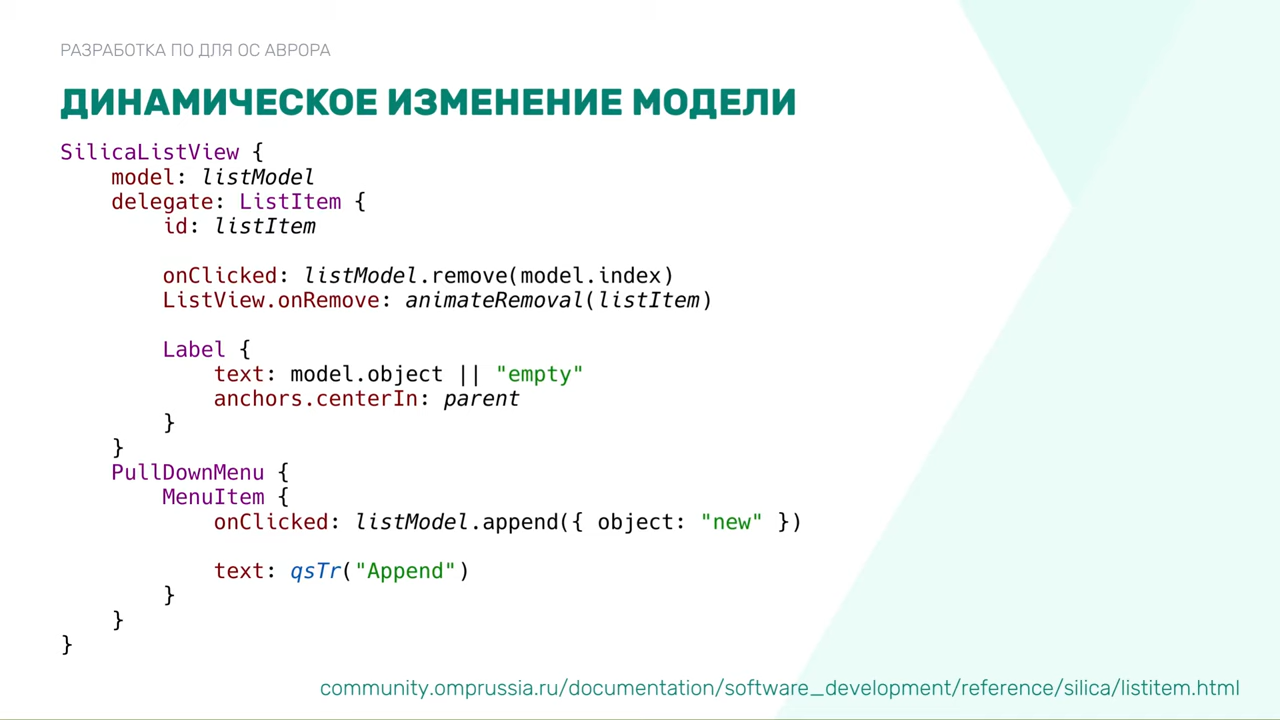 РАЗРАБОТКА ПО ДЛЯ ОС АВРОРА
ДИНАМИЧЕСКОЕ ИЗМЕНЕНИЕ МОДЕЛИ
SilicaListView {
    model: listModel
    delegate: ListItem {
        id: listItem

        onClicked: listModel.remove(model.index)
        ListView.onRemove: animateRemoval(listItem)

        Label {
            text: model.object || "empty"
            anchors.centerIn: parent
        }
    }
    PullDownMenu {
        MenuItem {
            onClicked: listModel.append({ object: "new" })

            text: qsTr("Append")
        }
    }
}
community.omprussia.ru/documentation/software_development/reference/silica/listitem.html